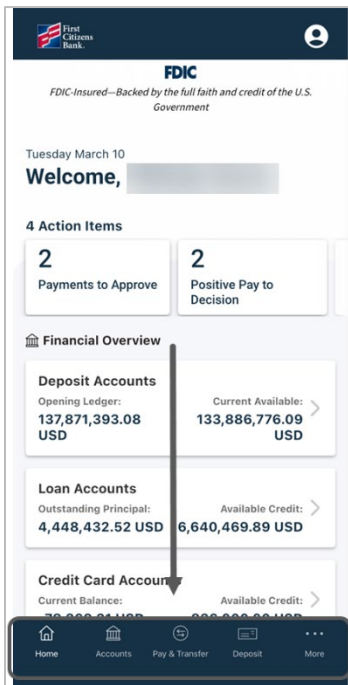 First
Citizens
Bank.
FDIC
FDIC-Insured—Backed by the full faith and credit of the U.S.
Government
Tuesday March 10
Welcome,
4 Action Items
2
Payments to Approve
2
Positive Pay to
Decision
Financial Overview
Deposit Accounts
Opening Ledger:
Current Available:
137,871,393.08
USD
133,886,776.09
USD
Loan Accounts
Outstanding Principal:
Available Credit:
4,448,432.52 USD
6,640,469.89 USD
Credit Card
Current Balance:
Available Credit:
Home
Accounts
Pay & Transfer
Deposit
More